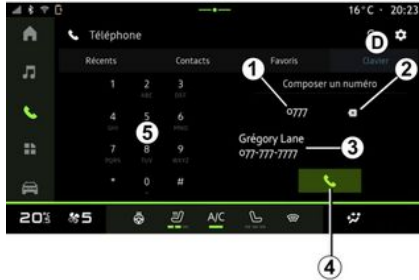 16°C · 20:23
Téléphone
D
Récents Contacts Favoris Clavier
1 2 3 Composer un numéro
ABC DEF
1 2
0777
4 5 6
GHI MNO
5
Grégory Lane
077-777-7777
3
7 8 9
PQRS TUV WXYZ
* 0 #
20°5 5 A/C
4